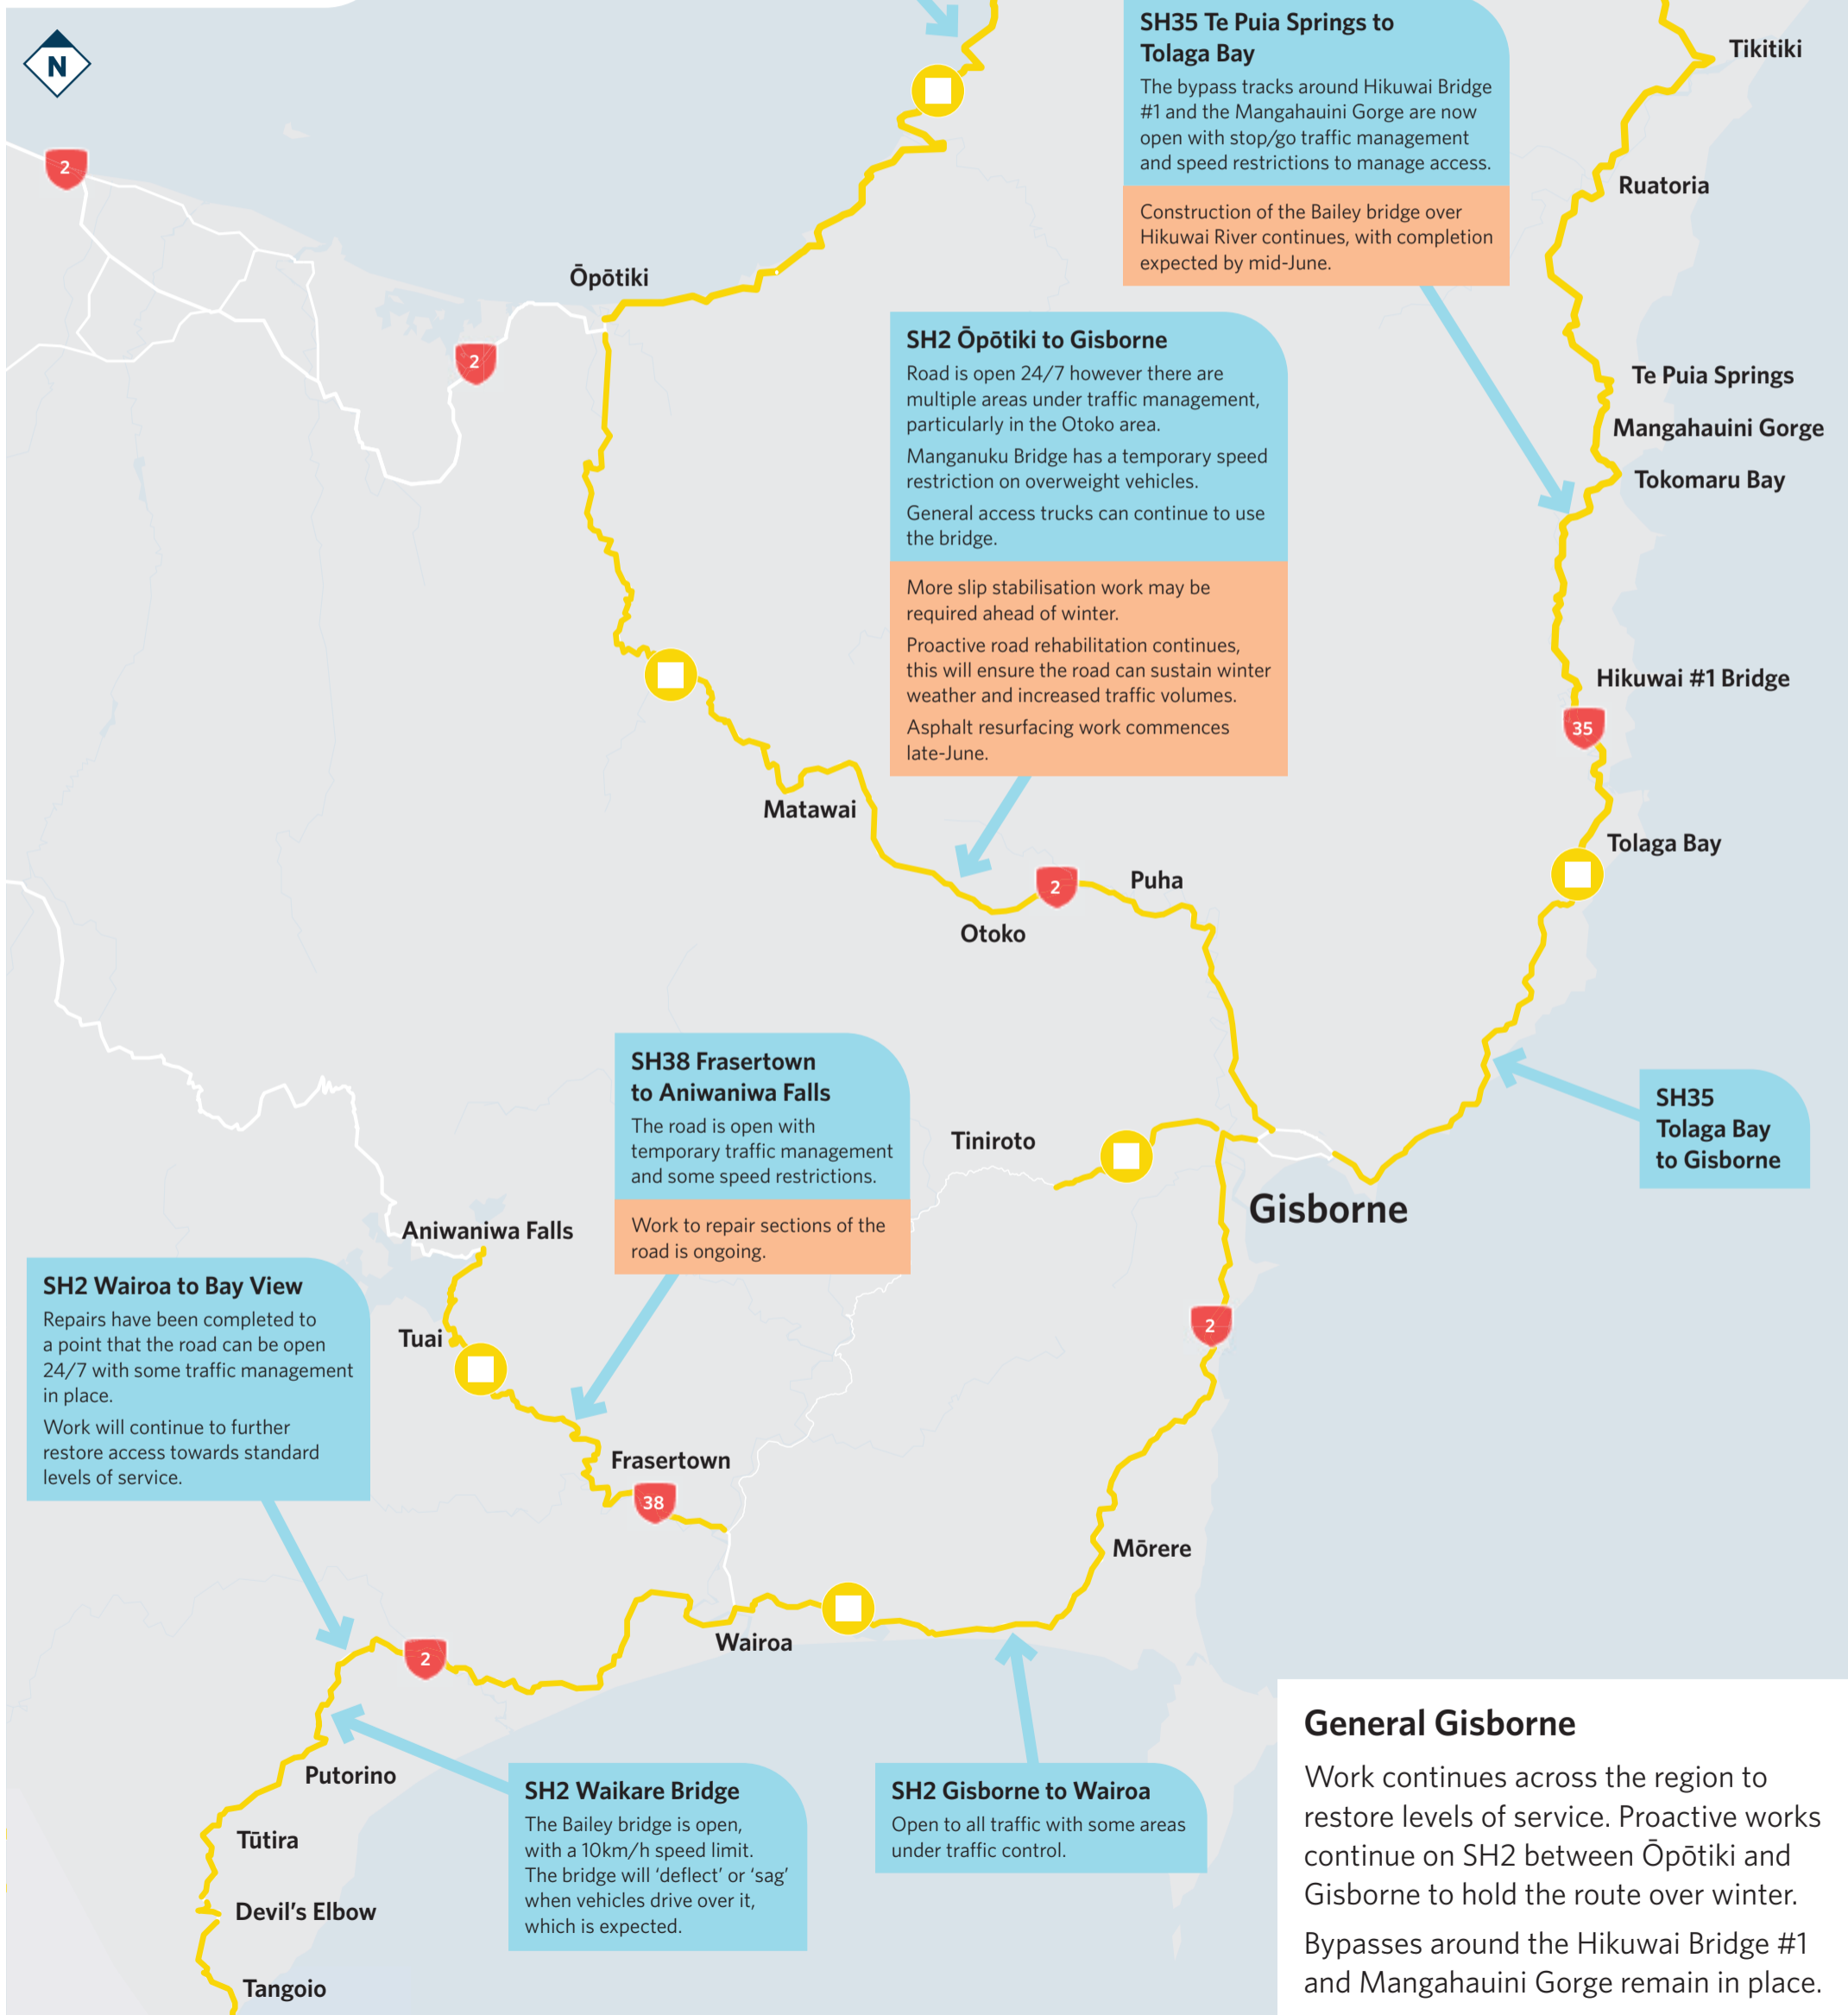 N
2
SH35 Te Puia Springs to
Tolaga Bay
The bypass tracks around Hikuwai Bridge
#1 and the Mangahauini Gorge are now
open with stop/go traffic management
and speed restrictions to manage access.
Construction of the Bailey bridge over
Hikuwai River continues, with completion
expected by mid-June.
Tikitiki
Ruatoria
Ōpōtiki
2
SH2 Ōpōtiki to Gisborne
Road is open 24/7 however there are
multiple areas under traffic management,
particularly in the Otoko area.
Manganuku Bridge has a temporary speed
restriction on overweight vehicles.
General access trucks can continue to use
the bridge.
More slip stabilisation work may be
required ahead of winter.
Proactive road rehabilitation continues,
this will ensure the road can sustain winter
weather and increased traffic volumes.
Asphalt resurfacing work commences
late-June.
Te Puia Springs
Mangahauini Gorge
Tokomaru Bay
Hikuwai #1 Bridge
35
Tolaga Bay
Matawai
2
Puha
Otoko
SH38 Frasertown
to Aniwaniwa Falls
The road is open with
temporary traffic management
and some speed restrictions.
Work to repair sections of the
road is ongoing.
Tiniroto
Gisborne
SH35
Tolaga Bay
to Gisborne
Aniwaniwa Falls
SH2 Wairoa to Bay View
Repairs have been completed to
a point that the road can be open
24/7 with some traffic management
in place.
Work will continue to further
restore access towards standard
levels of service.
Tuai
2
Frasertown
38
Mōrere
Wairoa
2
Putorino
SH2 Waikare Bridge
The Bailey bridge is open,
with a 10km/h speed limit.
The bridge will ‘deflect’ or ‘sag’
when vehicles drive over it,
which is expected.
SH2 Gisborne to Wairoa
Open to all traffic with some areas
under traffic control.
Tūtira
Devil’s Elbow
Tangoio
General Gisborne
Work continues across the region to
restore levels of service. Proactive works
continue on SH2 between Ōpōtiki and
Gisborne to hold the route over winter.
Bypasses around the Hikuwai Bridge #1
and Mangahauini Gorge remain in place.